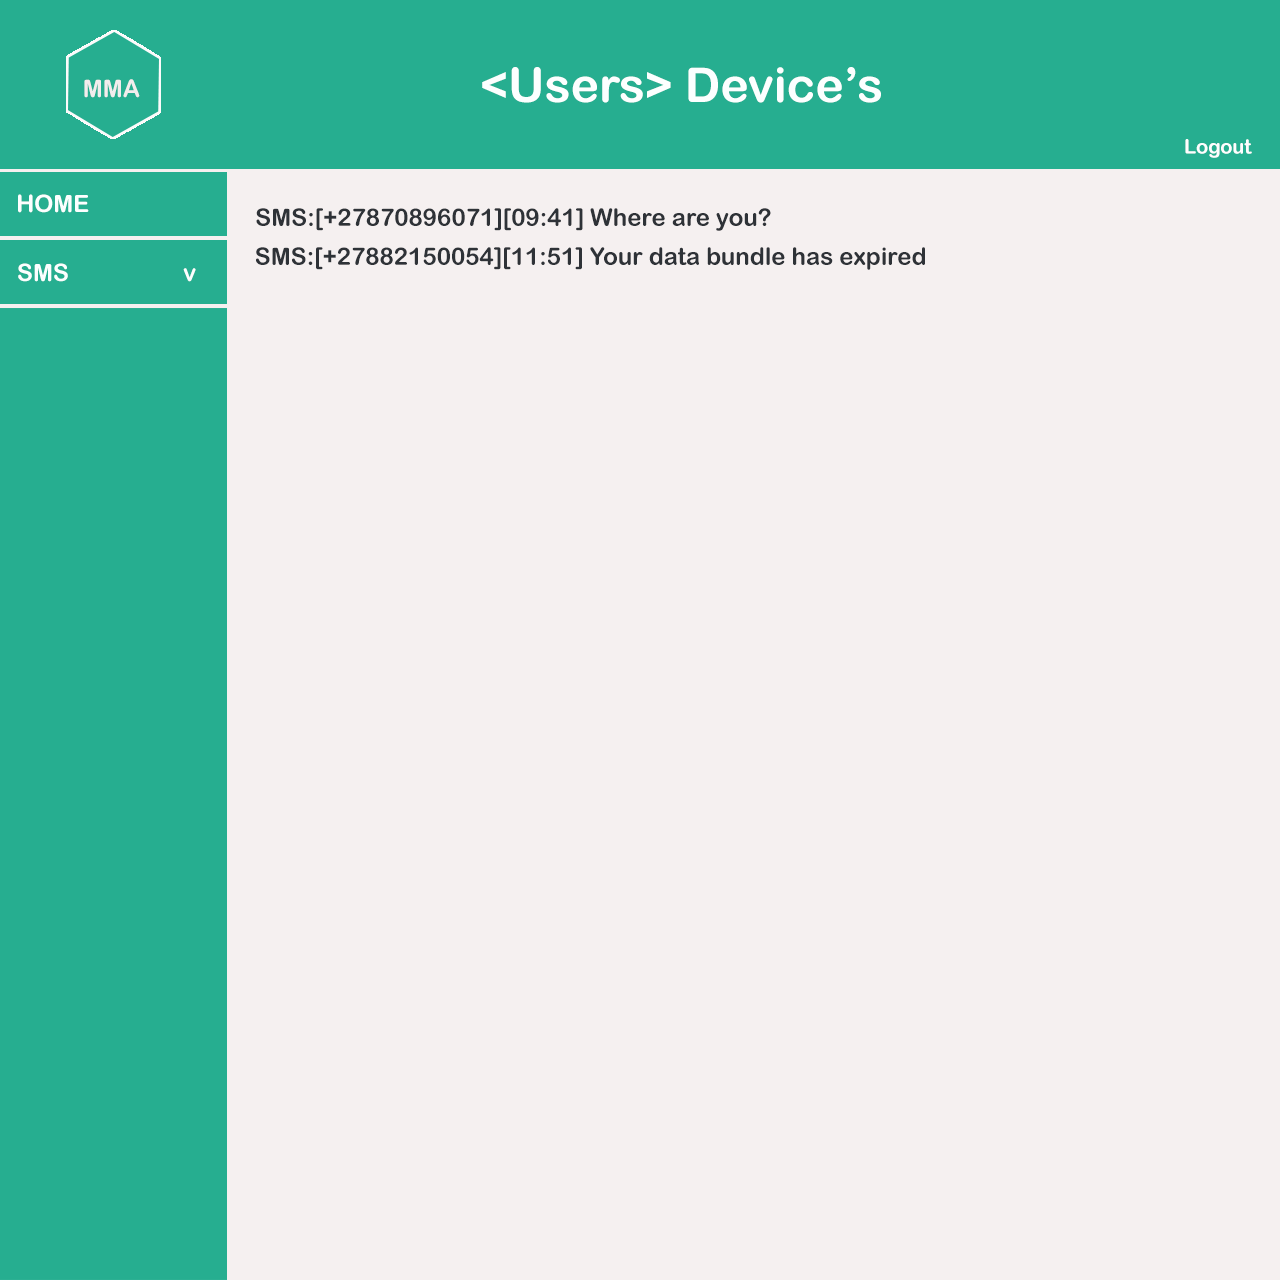 MMA
<Users> Device’s
Logout
HOME
SMS v
SMS:[+27870896071][09:41] Where are you?
SMS:[+27882150054][11:51] Your data bundle has expired